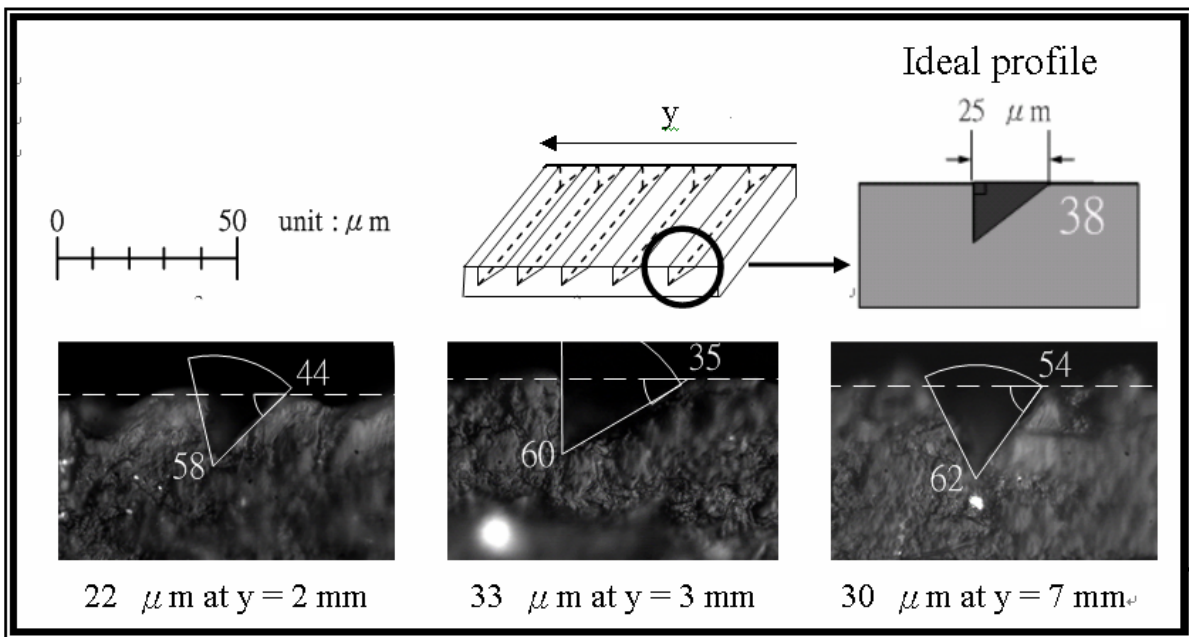 Ideal profile
y
25 μm
38
0 50 unit : μm
44
58
35
60
54
62
22 μm at y = 2 mm
33 μm at y = 3 mm
30 μm at y = 7 mm